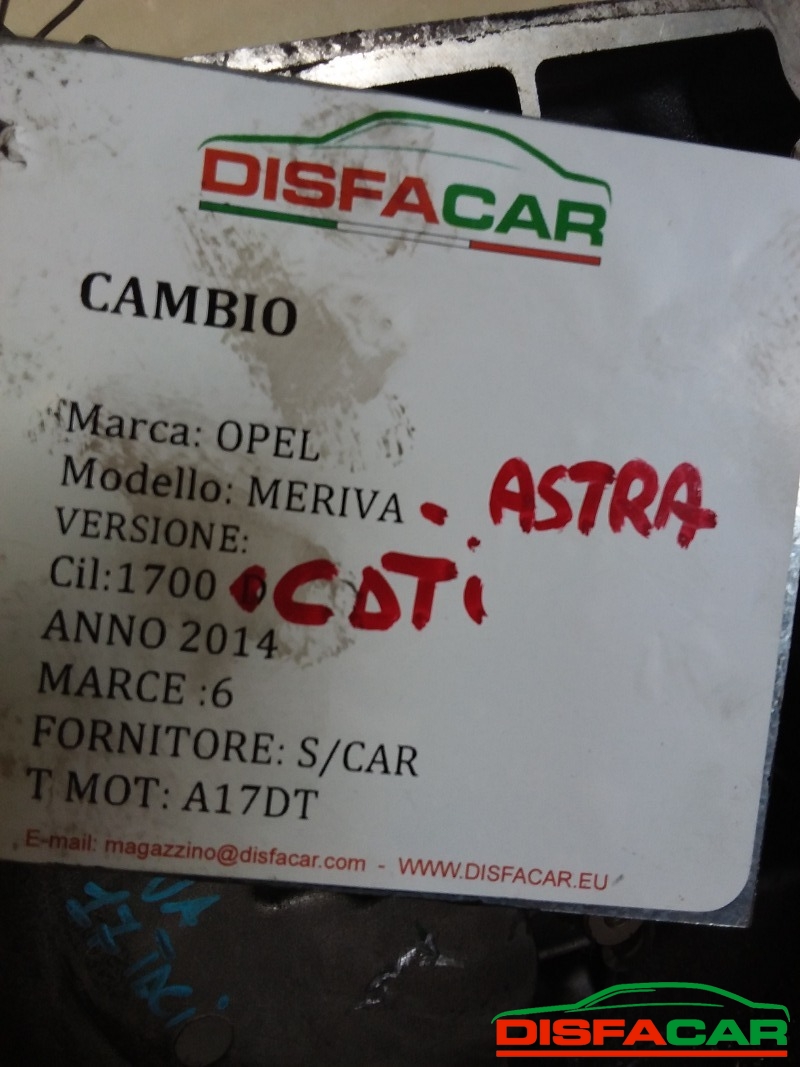 DISFACAR
CAMBIO
Marca: OPEL
Modello: MERIVA - ASTRA
VERSIONE:
Cil:1700 D CDTi
ANNO 2014
MARCE :6
FORNITORE: S/CAR
T MOT: A17DT
E-mail: magazzino@disfacar.com - WWW.DISFACAR.EU
DISFACAR